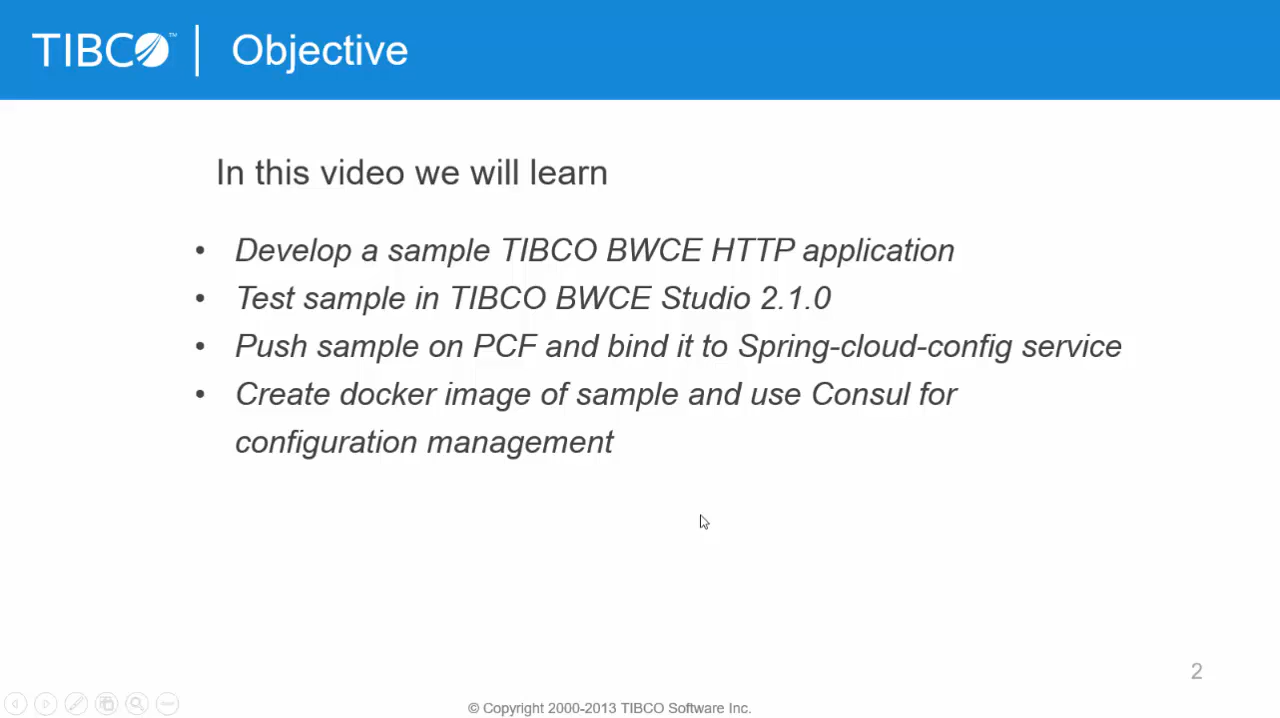 TIBCO™ | Objective
In this video we will learn
• Develop a sample TIBCO BWCE HTTP application
• Test sample in TIBCO BWCE Studio 2.1.0
• Push sample on PCF and bind it to Spring-cloud-config service
• Create docker image of sample and use Consul for
configuration management
2
© Copyright 2000-2013 TIBCO Software Inc.